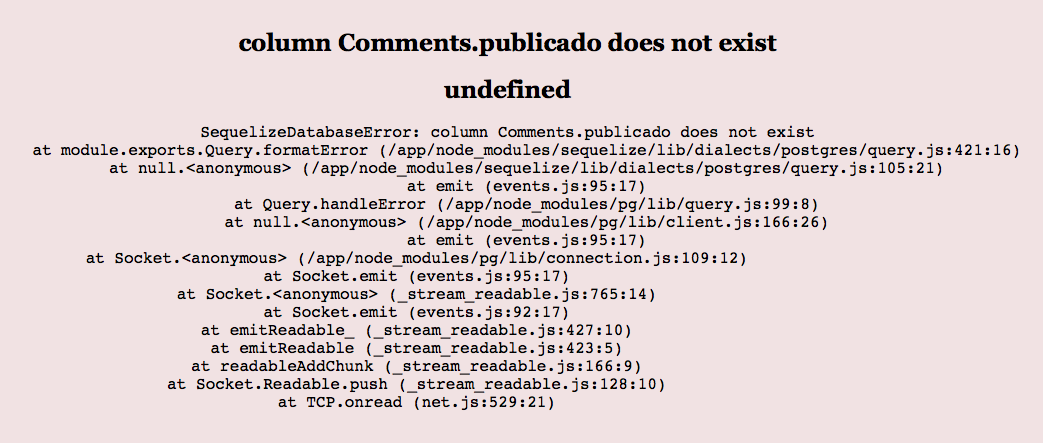 column Comments.publicado does not exist
undefined
SequelizeDatabaseError: column Comments.publicado does not exist
at module.exports.Query.formatError (/app/node_modules/sequelize/lib/dialects/postgres/query.js:421:16)
at null.<anonymous> (/app/node_modules/sequelize/lib/dialects/postgres/query.js:105:21)
at emit (events.js:95:17)
at Query.handleError (/app/node_modules/pg/lib/query.js:99:8)
at null.<anonymous> (/app/node_modules/pg/lib/client.js:166:26)
at emit (events.js:95:17)
at Socket.<anonymous> (/app/node_modules/pg/lib/connection.js:109:12)
at Socket.emit (events.js:95:17)
at Socket.<anonymous> (_stream_readable.js:765:14)
at Socket.emit (events.js:92:17)
at emitReadable_ (_stream_readable.js:427:10)
at emitReadable (_stream_readable.js:423:5)
at readableAddChunk (_stream_readable.js:166:9)
at Socket.Readable.push (_stream_readable.js:128:10)
at TCP.onread (net.js:529:21)